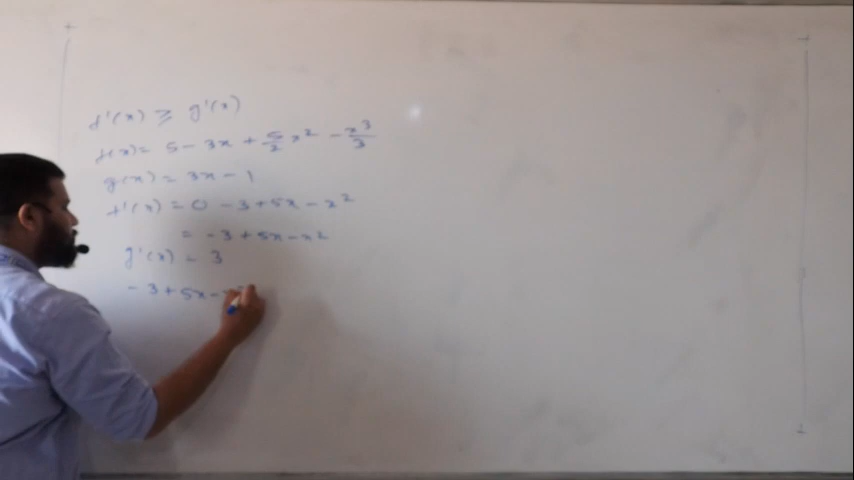 f'(x) ⩾ g'(x)
f(x) = 5 - 3x + 5/2 x² - x³/3
g(x) = 3x - 1
f'(x) = 0 - 3 + 5x - x²
= -3 + 5x - x²
g'(x) = 3
-3 + 5x -